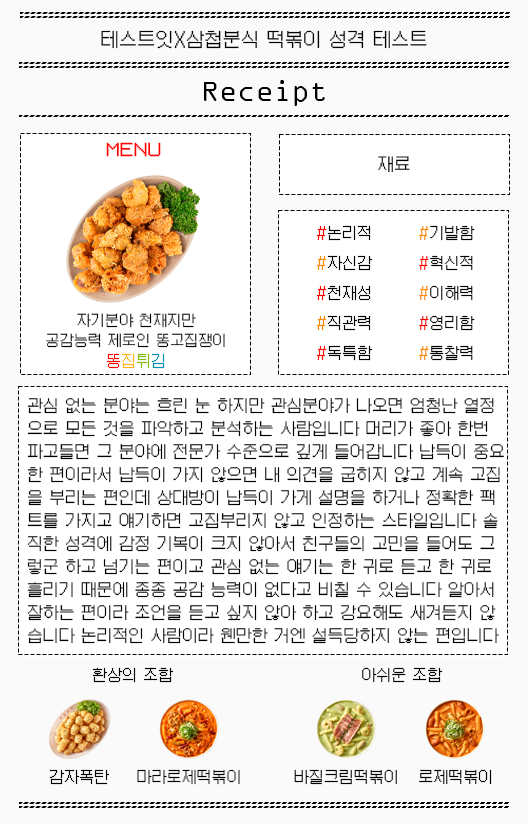 테스트잇X삼첩분식 떡볶이 성격 테스트
Receipt
MENU
자기분야 천재지만
공감능력 제로인 똥고집쟁이
똥집튀김
재료
#논리적 #기발함
#자신감 #혁신적
#천재성 #이해력
#직관력 #영리함
#독특함 #통찰력
관심 없는 분야는 흐린 눈 하지만 관심분야가 나오면 엄청난 열정
으로 모든 것을 파악하고 분석하는 사람입니다 머리가 좋아 한번
파고들면 그 분야에 전문가 수준으로 깊게 들어갑니다 납득이 중요
한 편이라서 납득이 가지 않으면 내 의견을 굽히지 않고 계속 고집
을 부리는 편인데 상대방이 납득이 가게 설명을 하거나 정확한 팩
트를 가지고 얘기하면 고집부리지 않고 인정하는 스타일입니다 솔
직한 성격에 감정 기복이 크지 않아서 친구들의 고민을 들어도 그
렇군 하고 넘기는 편이고 관심 없는 얘기는 한 귀로 듣고 한 귀로
흘리기 때문에 종종 공감 능력이 없다고 비칠 수 있습니다 알아서
잘하는 편이라 조언을 듣고 싶지 않아 하고 강요해도 새겨듣지 않
습니다 논리적인 사람이라 웬만한 거엔 설득당하지 않는 편입니다
환상의 조합
감자폭탄 마라로제떡볶이
아쉬운 조합
바질크림떡볶이 로제떡볶이